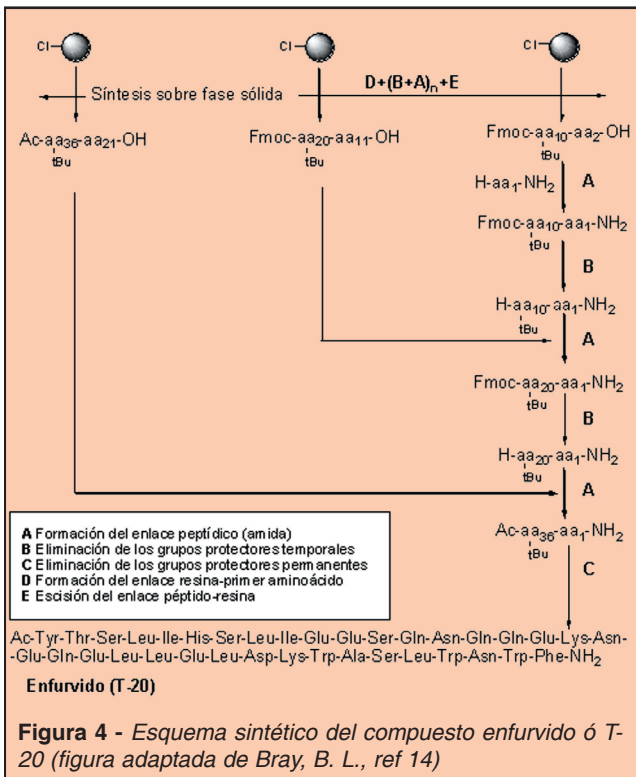 Cl
Cl
Cl
Síntesis sobre fase sólida
D+(B+A)n+E
Ac-aa36-aa21-OH
tBu
Fmoc-aa20-aa11-OH
tBu
Fmoc-aa10-aa2-OH
tBu
H-aa1-NH2
A
Fmoc-aa10-aa1-NH2
tBu
B
H-aa10-aa1-NH2
tBu
A
Fmoc-aa20-aa1-NH2
tBu
B
H-aa20-aa1-NH2
tBu
A
Ac-aa36-aa1-NH2
tBu
C
A Formación del enlace peptídico (amida)
B Eliminación de los grupos protectores temporales
C Eliminación de los grupos protectores permanentes
D Formación del enlace resina-primer aminoácido
E Escisión del enlace péptido-resina
Ac-Tyr-Thr-Ser-Leu-Ile-His-Ser-Leu-Ile-Glu-Glu-Ser-Gln-Asn-Gln-Gln-Glu-Lys-Asn-
-Glu-Gln-Glu-Leu-Leu-Glu-Leu-Asp-Lys-Trp-Ala-Ser-Leu-Trp-Asn-Trp-Phe-NH2
Enfurvido (T-20)
Figura 4 - Esquema sintético del compuesto enfurvido ó T-
20 (figura adaptada de Bray, B. L., ref 14)